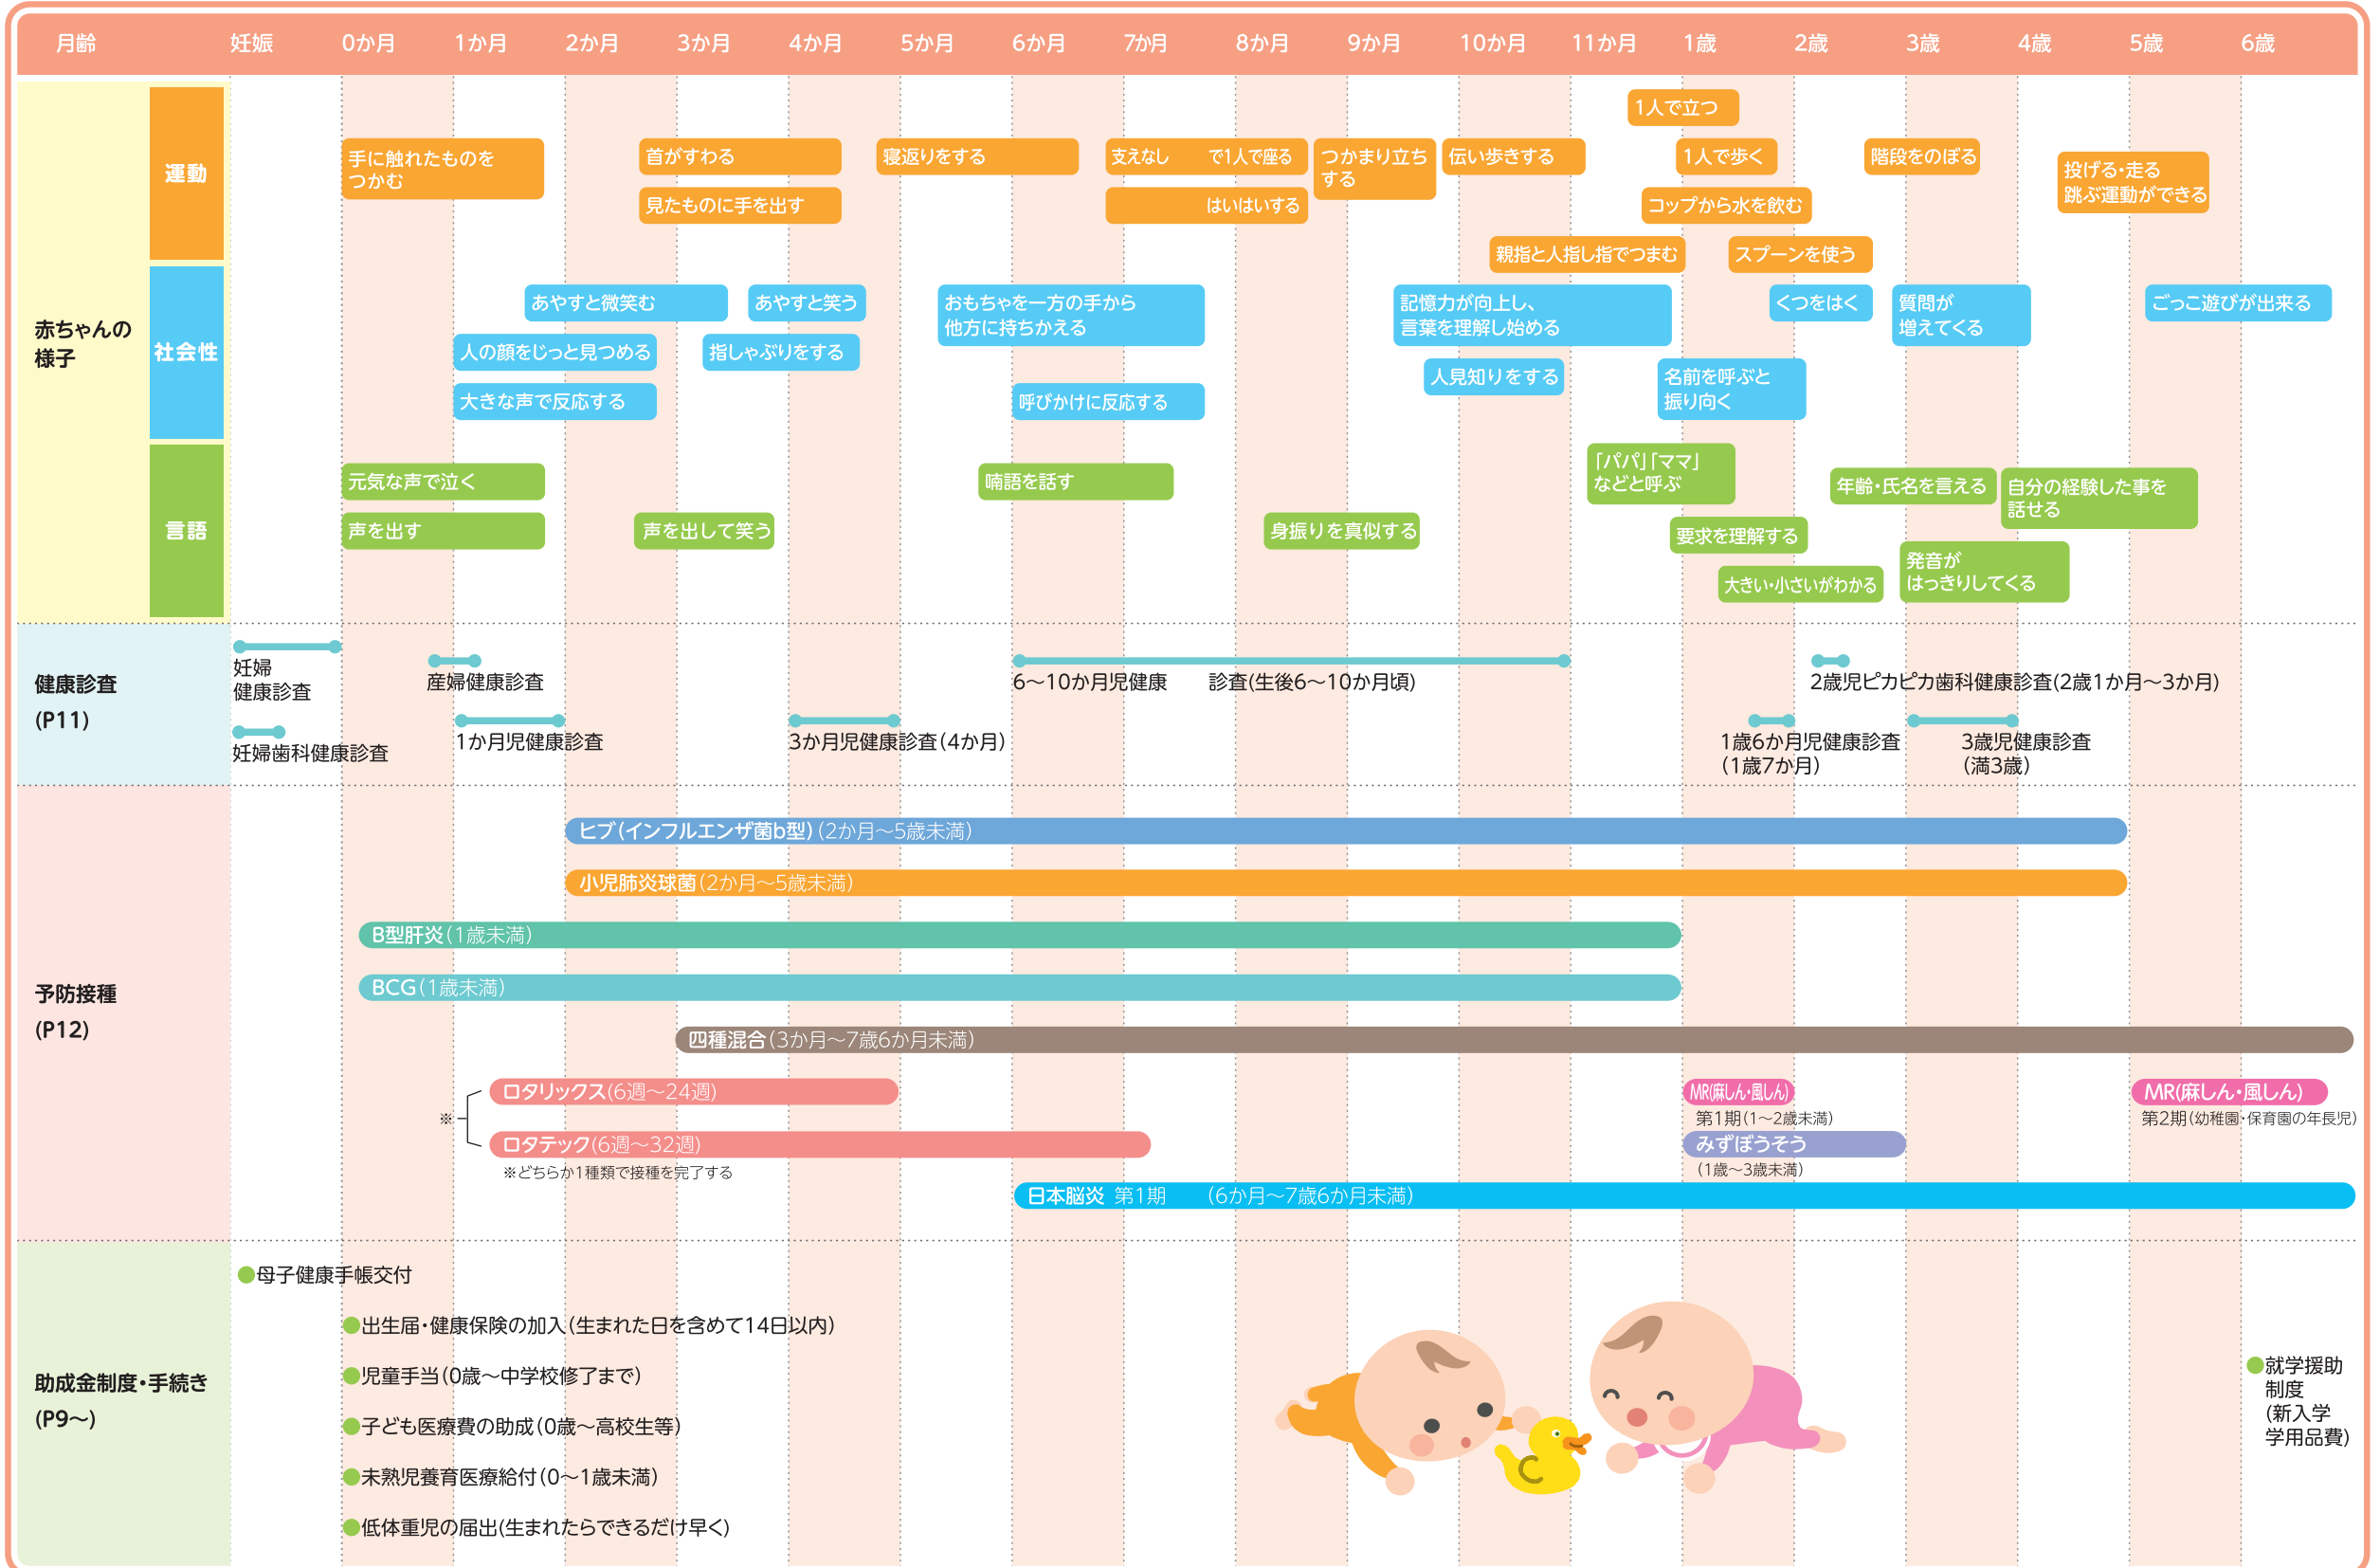 月齢 妊娠 0か月 1か月 2か月 3か月 4か月 5か月 6か月 7か月 8か月 9か月 10か月 11か月 1歳 2歳 3歳 4歳 5歳 6歳
赤ちゃんの
様子
運動
1人で立つ
手に触れたものを
つかむ
首がすわる
寝返りをする
支えなし で1人で座る
つかまり立ち
する
伝い歩きする
1人で歩く
階段をのぼる
投げる・走る
跳ぶ運動ができる
見たものに手を出す
はいはいする
コップから水を飲む
親指と人指し指でつまむ
スプーンを使う
社会性
あやすと微笑む
あやすと笑う
おもちゃを一方の手から
他方に持ちかえる
記憶力が向上し、
言葉を理解し始める
くつをはく
質問が
増えてくる
ごっこ遊びが出来る
人の顔をじっと見つめる
指しゃぶりをする
人見知りをする
名前を呼ぶと
振り向く
大きな声で反応する
呼びかけに反応する
言語
元気な声で泣く
喃語を話す
「パパ」「ママ」
などと呼ぶ
年齢・氏名を言える
自分の経験した事を
話せる
声を出す
声を出して笑う
身振りを真似する
要求を理解する
発音が
はっきりしてくる
大きい・小さいがわかる
健康診査
(P11)
妊婦
健康診査
産婦健康診査
6〜10か月児健康 診査(生後6〜10か月頃)
2歳児ピカピカ歯科健康診査(2歳1か月〜3か月)
妊婦歯科健康診査
1か月児健康診査
3か月児健康診査(4か月)
1歳6か月児健康診査
(1歳7か月)
3歳児健康診査
(満3歳)
予防接種
(P12)
ヒブ(インフルエンザ菌b型)(2か月〜5歳未満)
小児肺炎球菌(2か月〜5歳未満)
B型肝炎(1歳未満)
BCG(1歳未満)
四種混合(3か月〜7歳6か月未満)
※
ロタリックス(6週〜24週)
MR(麻しん・風しん)
第1期(1〜2歳未満)
MR(麻しん・風しん)
第2期(幼稚園・保育園の年長児)
ロタテック(6週〜32週)
※どちらか1種類で接種を完了する
みずぼうそう
(1歳〜3歳未満)
日本脳炎 第1期 (6か月〜7歳6か月未満)
助成金制度・手続き
(P9〜)
●母子健康手帳交付
●出生届・健康保険の加入(生まれた日を含めて14日以内)
●児童手当(0歳〜中学校修了まで)
●子ども医療費の助成(0歳〜高校生等)
●未熟児養育医療給付(0〜1歳未満)
●低体重児の届出(生まれたらできるだけ早く)
●就学援助
制度
(新入学
学用品費)